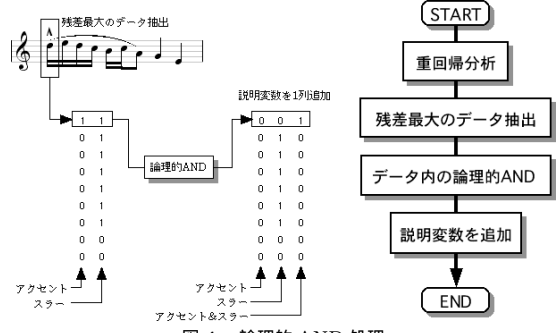 残差最大のデータ抽出
A
説明変数を1列追加
1 1
0 1
0 1
0 1
0 1
0 1
0 1
0 0
0 0
論理的AND
0 0 1
0 1 0
0 1 0
0 1 0
0 1 0
0 1 0
0 1 0
0 0 0
0 0 0
アクセント
スラー
アクセント
スラー
アクセント&スラー
START
重回帰分析
残差最大のデータ抽出
データ内の論理的AND
説明変数を追加
END